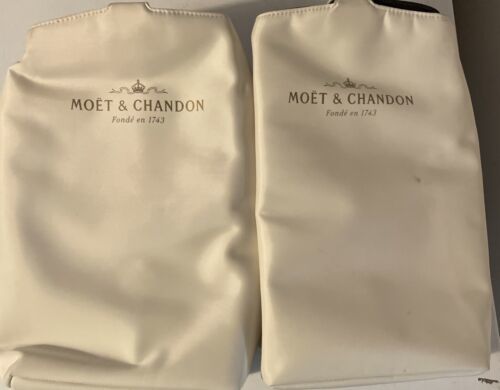 MOËT & CHANDON
Fondé en 1743
MOËT & CHANDON
Fondé en 1743